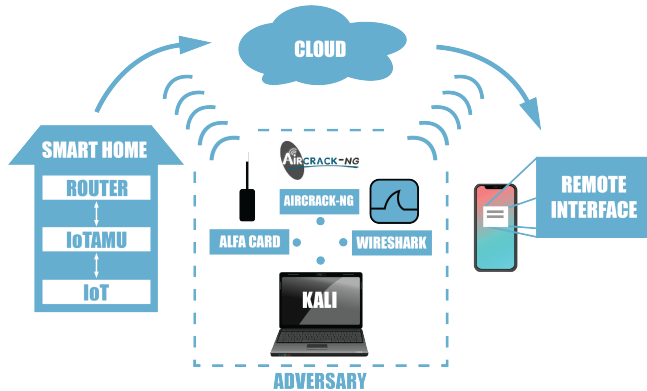 CLOUD
SMART HOME
ROUTER
IoTAMU
IoT
AIRCRACK-NG
AIRCRACK-NG
ALFA CARD
WIRESHARK
KALI
ADVERSARY
REMOTE
INTERFACE